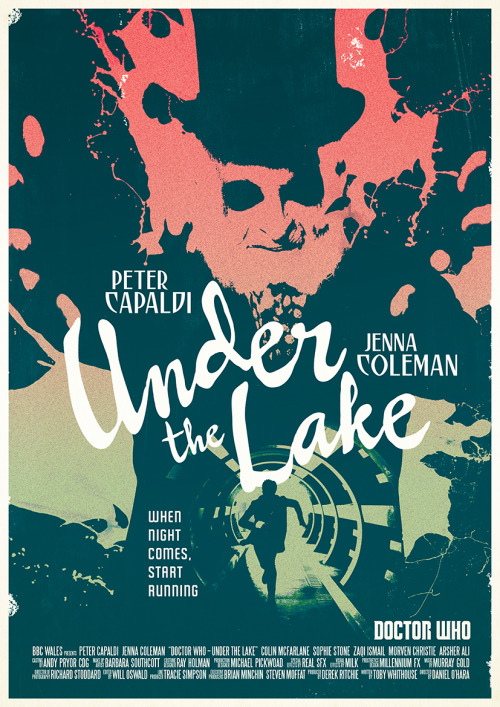 PETER
CAPALDI
Under
JENNA
COLEMAN
the Lake
WHEN
NIGHT
COMES,
START
RUNNING
DOCTOR WHO
BBC WALES PRESENTS PETER CAPALDI JENNA COLEMAN "DOCTOR WHO - UNDER THE LAKE" COLIN MCFARLANE SOPHIE STONE ZAQI ISMAIL MORVEN CHRISTIE ARSHER ALI
ANDY PRYOR CDG BARBARA SOUTHCOTT RAY HOLMAN MICHAEL PICKWOAD REAL SFX MILK MILLENNIUM FX MURRAY GOLD
RICHARD STODDARD WILL OSWALD TRACIE SIMPSON BRIAN MINCHIN STEVEN MOFFAT DEREK RITCHIE TOBY WHITHOUSE DANIEL O'HARA